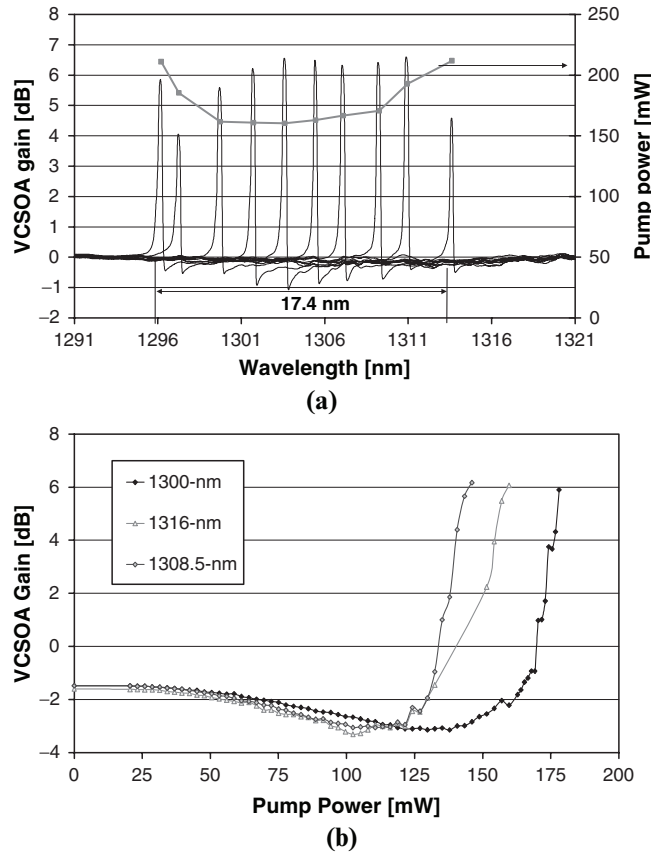 8
7
6
5
4
3
2
1
0
−1
−2
VCSOA gain [dB]
250
200
150
100
50
0
Pump power [mW]
17.4 nm
1291 1296 1301 1306 1311 1316 1321
Wavelength [nm]
(a)
8
6
4
2
0
−2
−4
VCSOA Gain [dB]
1300-nm
1316-nm
1308.5-nm
0 25 50 75 100 125 150 175 200
Pump Power [mW]
(b)